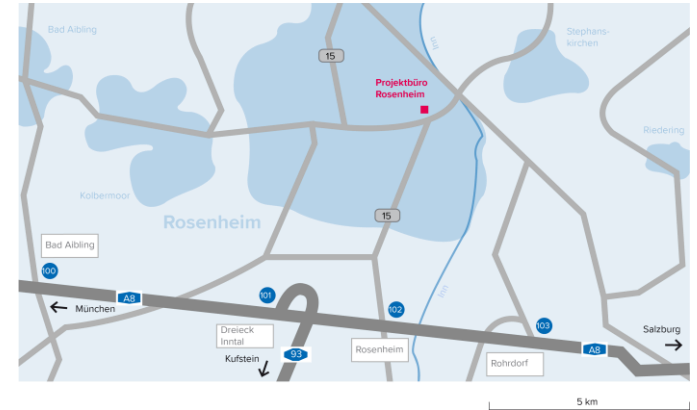 Bad Aibling
15
Inn
Stephans-
kirchen
Projektbüro
Rosenheim
Riedering
Kolbermoor
Rosenheim
15
Bad Aibling
100
München
A8
101
Dreieck
Inntal
Kufstein
93
102
Rosenheim
Inn
103
Rohrdorf
A8
Salzburg
5 km